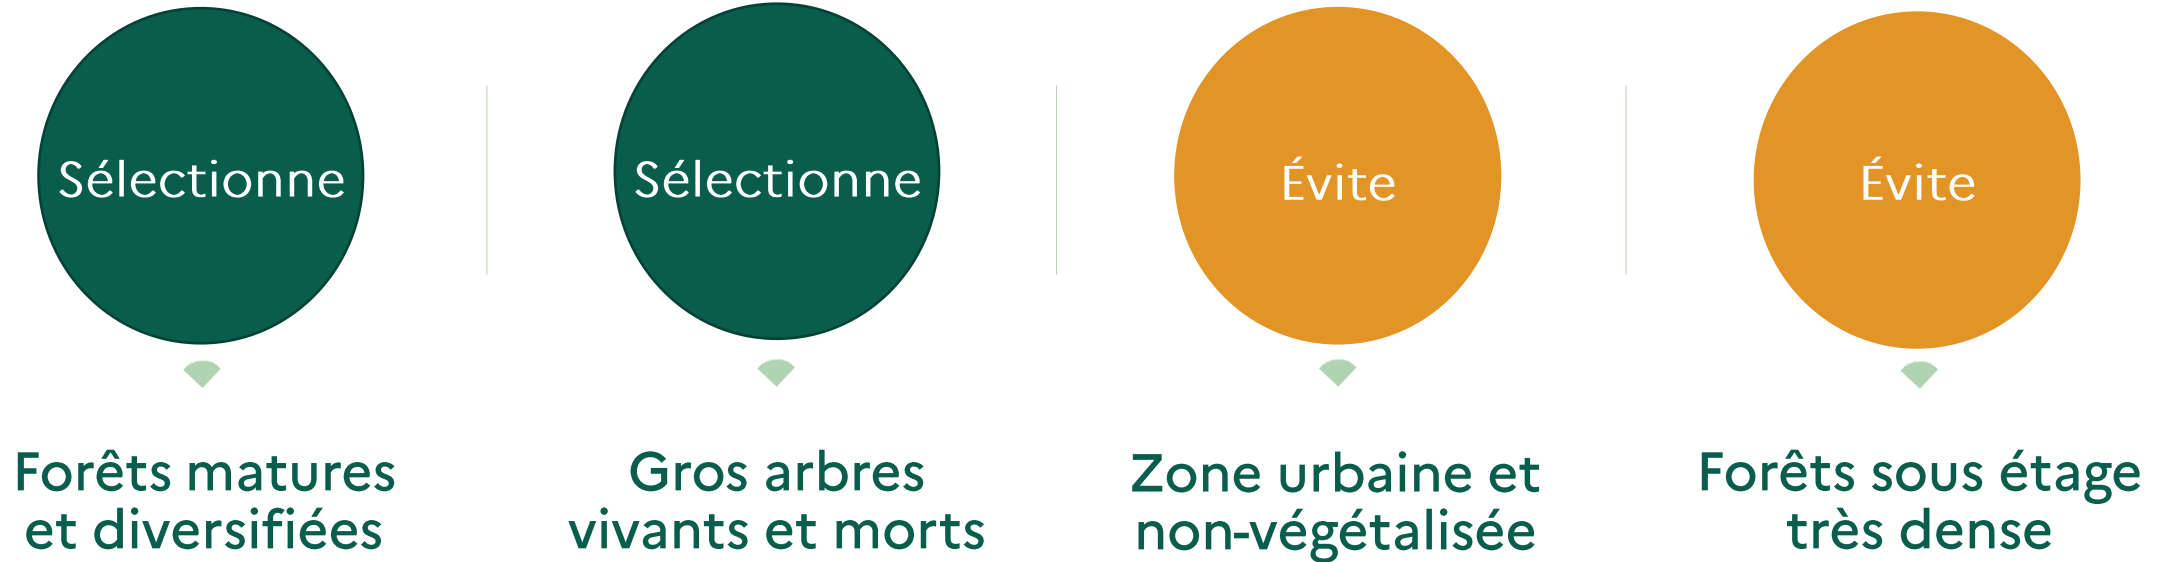 Sélectionne
Forêts matures
et diversifiées
Sélectionne
Gros arbres
vivants et morts
Évite
Zone urbaine et
non-végétalisée
Évite
Forêts sous étage
très dense